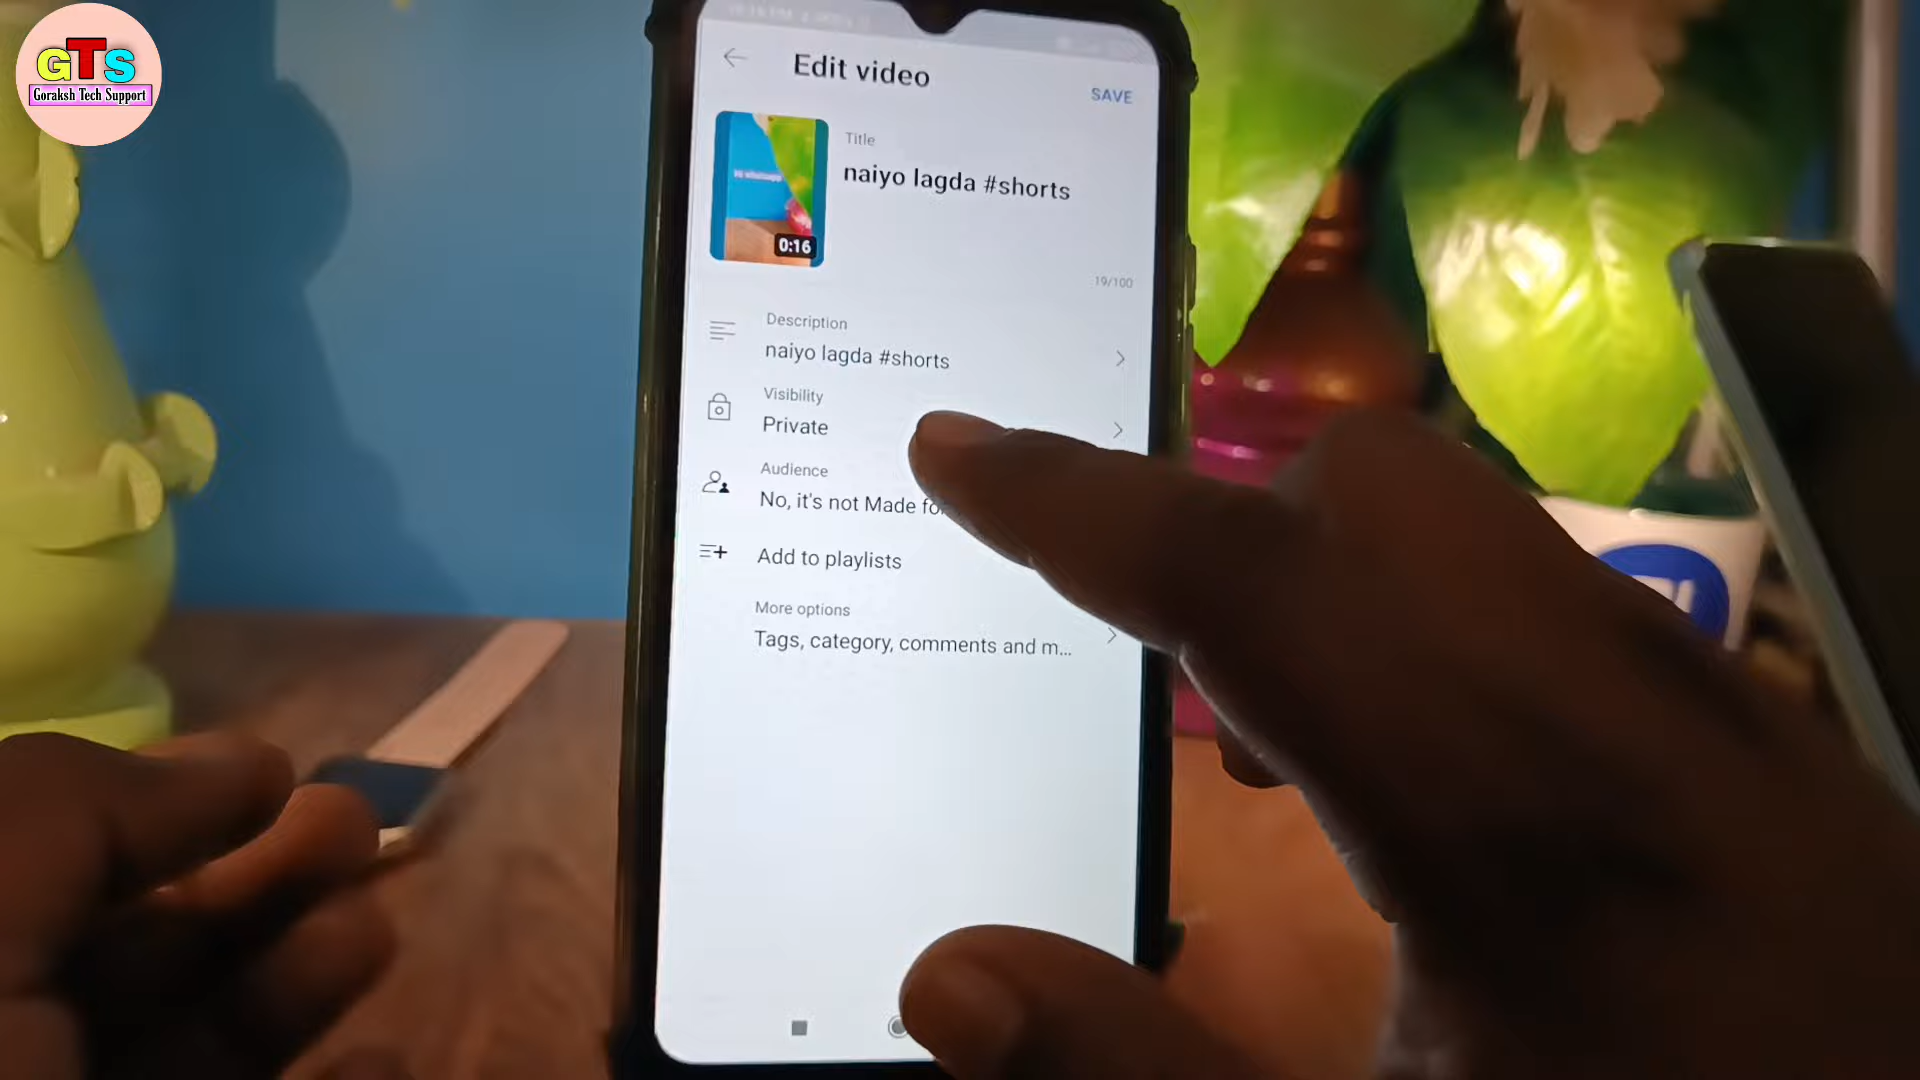 GTS
Goraksh Tech Support
Edit video
SAVE
Title
naiyo lagda #shorts
0:16
19/100
Description
naiyo lagda #shorts
Visibility
Private
Audience
No, it's not Made for
Add to playlists
More options
Tags, category, comments and m...